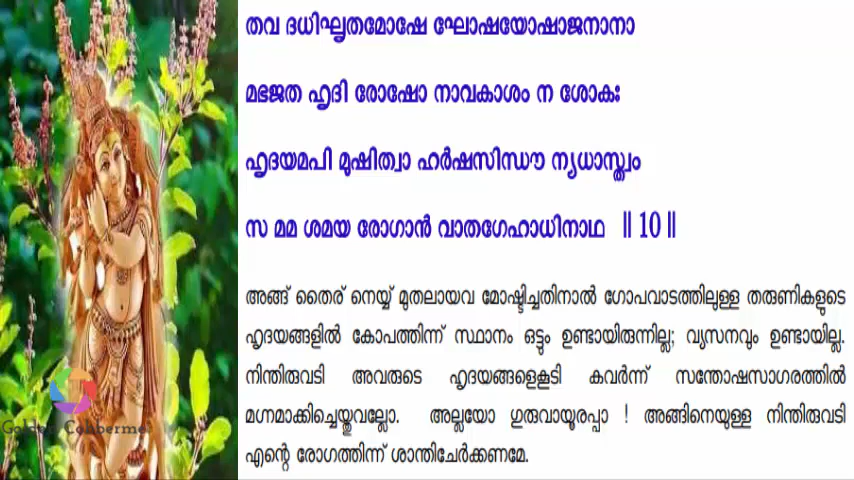 തവ ദധിഘൃതമോഷേ ഘോഷയോഷാജനാനാ
മഭജത ഹൃദി രോഷോ നാവകാശം ന ശോകഃ
ഹൃദയമപി മുഷിത്വാ ഹർഷസിന്ധൗ ന്യധാസ്ത്വം
സ മമ ശമയ രോഗാൻ വാതഗേഹാധിനാഥ || 10 ||
അങ്ങ് തൈര് നെയ്യ് മുതലായവ മോഷ്ടിച്ചതിനാൽ ഗോപവാടത്തിലുള്ള തരുണികളുടെ
ഹൃദയങ്ങളിൽ കോപത്തിന്ന് സ്ഥാനം ഒട്ടും ഉണ്ടായിരുന്നില്ല; വ്യസനവും ഉണ്ടായില്ല.
നിന്തിരുവടി അവരുടെ ഹൃദയങ്ങളെകൂടി കവർന്ന് സന്തോഷസാഗരത്തിൽ
മഗ്നമാക്കിച്ചെയ്തുവല്ലോ. അല്ലയോ ഗുരുവായൂരപ്പാ ! അങ്ങിനെയുള്ള നിന്തിരുവടി
എന്റെ രോഗത്തിന്ന് ശാന്തിചേർക്കണമേ.